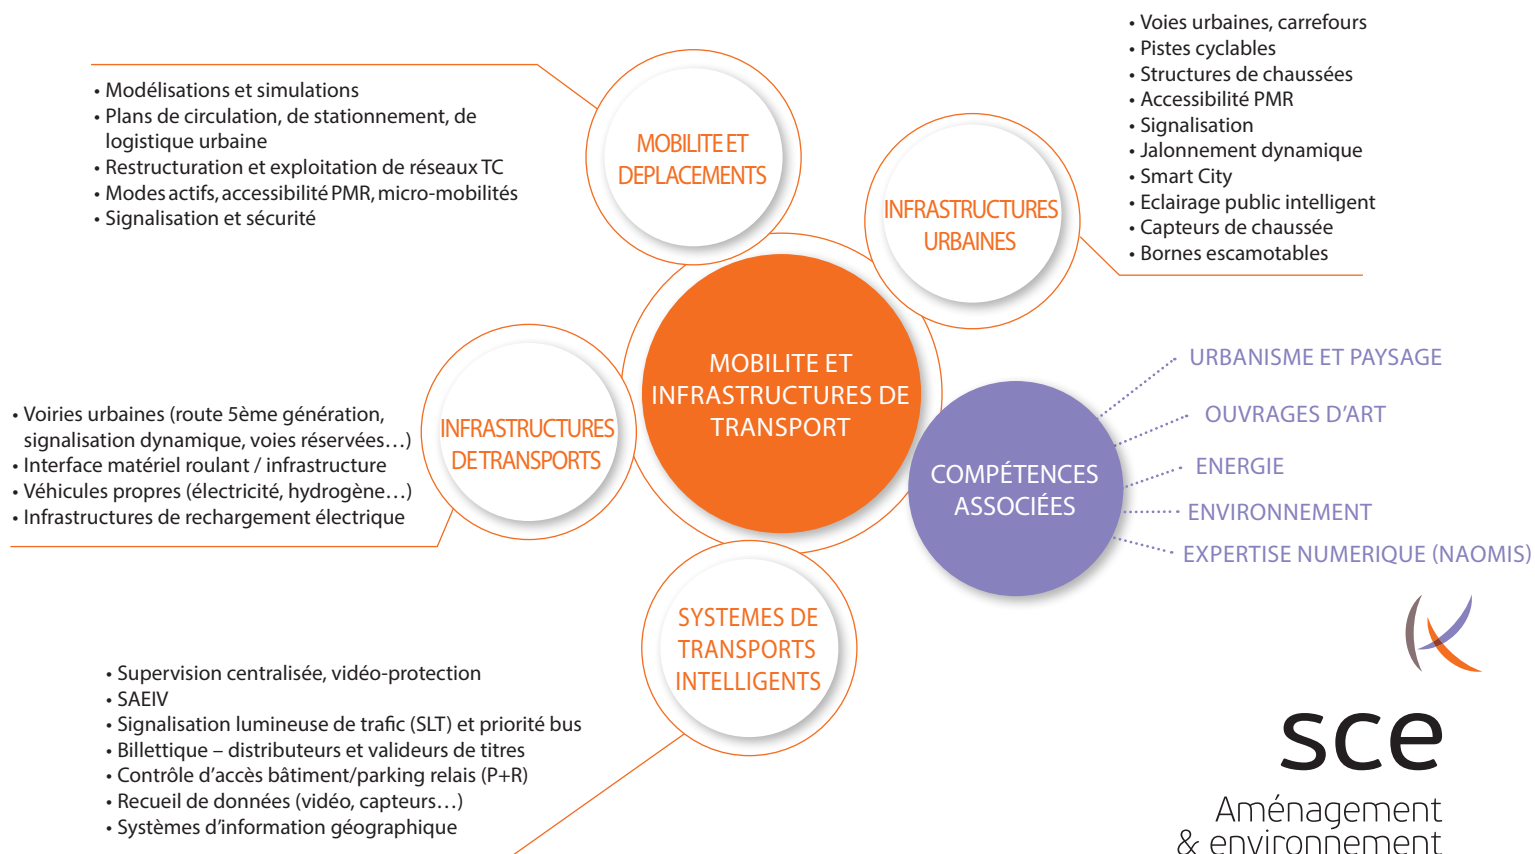 • Modélisations et simulations
• Plans de circulation, de stationnement, de
logistique urbaine
• Restructuration et exploitation de réseaux TC
• Modes actifs, accessibilité PMR, micro-mobilités
• Signalisation et sécurité
MOBILITE ET
DEPLACEMENTS
INFRASTRUCTURES
URBAINES
• Voies urbaines, carrefours
• Pistes cyclables
• Structures de chaussées
• Accessibilité PMR
• Signalisation
• Jalonnement dynamique
• Smart City
• Eclairage public intelligent
• Capteurs de chaussée
• Bornes escamotables
MOBILITE ET
INFRASTRUCTURES DE
TRANSPORT
• Voiries urbaines (route 5ème génération,
signalisation dynamique, voies réservées…)
• Interface matériel roulant / infrastructure
• Véhicules propres (électricité, hydrogène…)
• Infrastructures de rechargement électrique
INFRASTRUCTURES
DE TRANSPORTS
COMPÉTENCES
ASSOCIÉES
URBANISME ET PAYSAGE
OUVRAGES D’ART
ENERGIE
ENVIRONNEMENT
EXPERTISE NUMERIQUE (NAOMIS)
SYSTEMES DE
TRANSPORTS
INTELLIGENTS
• Supervision centralisée, vidéo-protection
• SAEIV
• Signalisation lumineuse de trafic (SLT) et priorité bus
• Billettique – distributeurs et valideurs de titres
• Contrôle d’accès bâtiment/parking relais (P+R)
• Recueil de données (vidéo, capteurs…)
• Systèmes d’information géographique
sce
Aménagement
& environnement